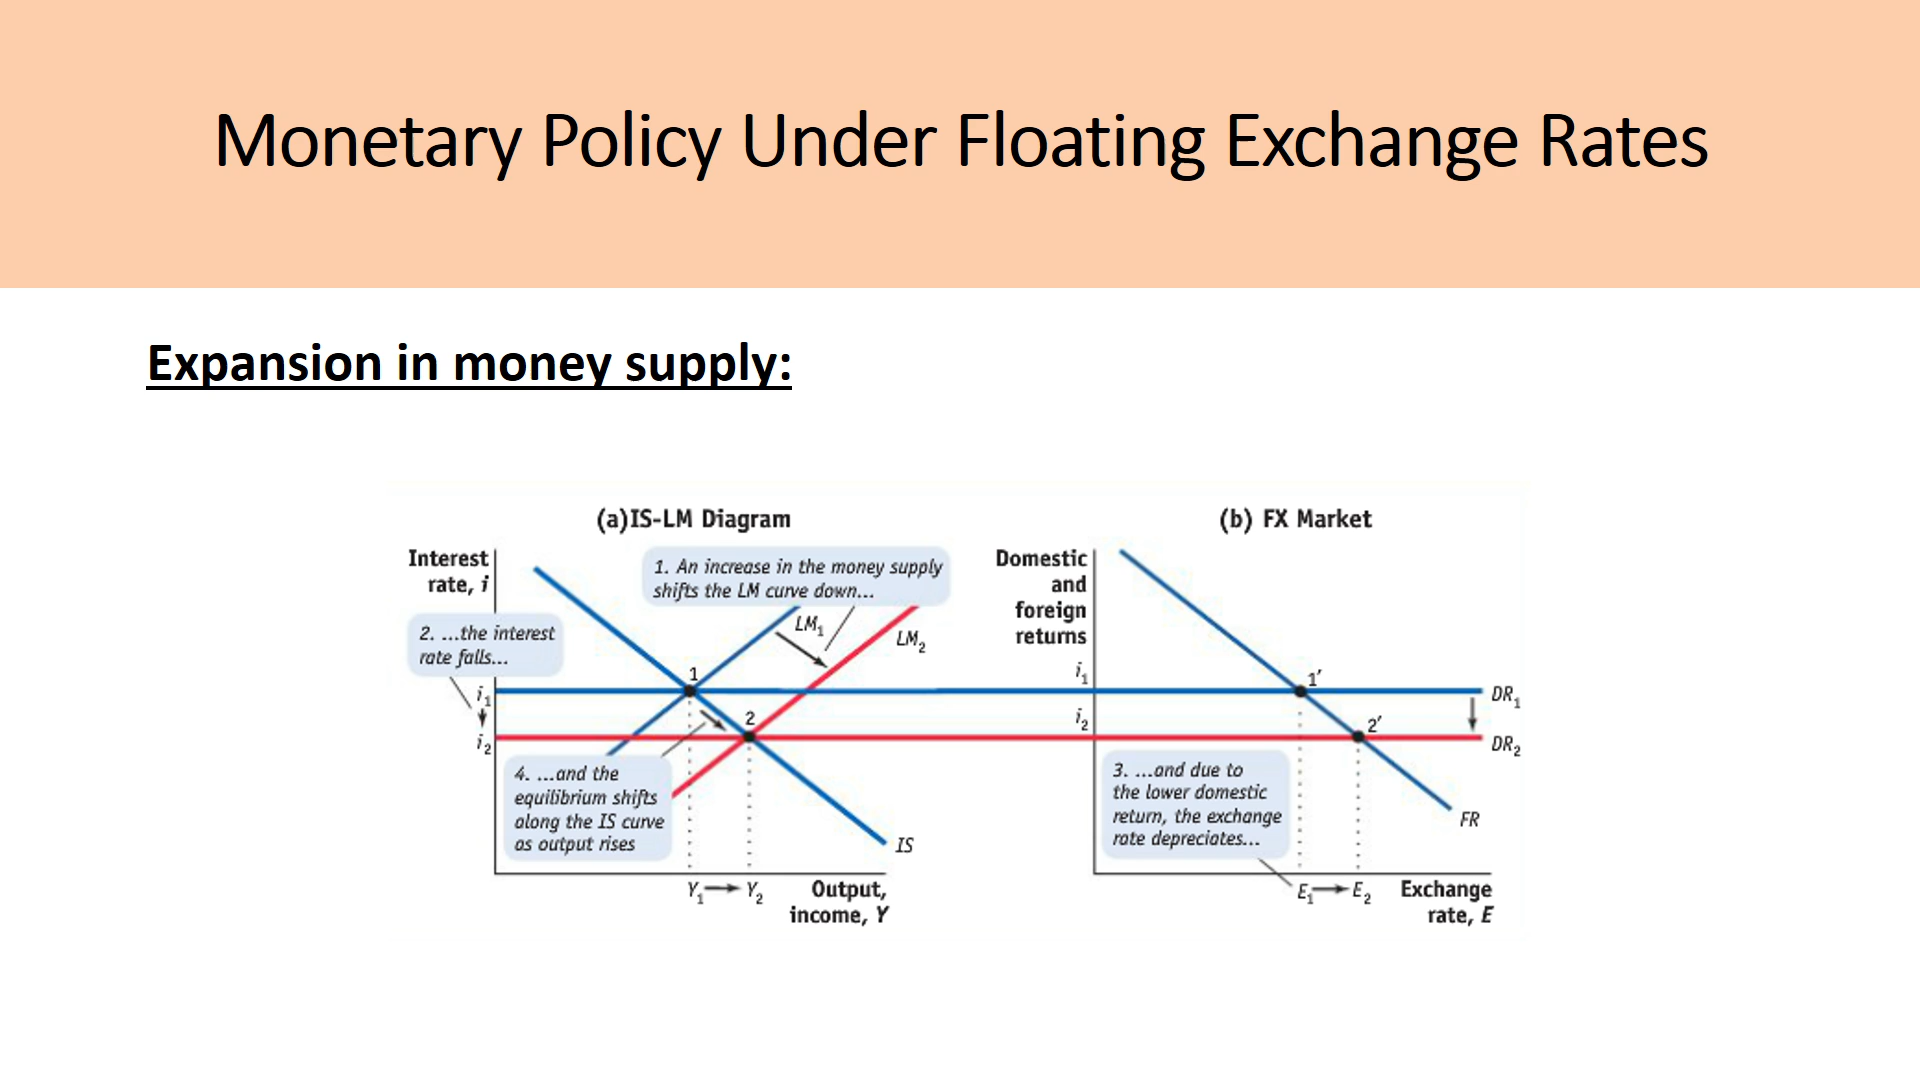 Monetary Policy Under Floating Exchange Rates
Expansion in money supply:
(a)IS-LM Diagram
Interest
rate, i
1. An increase in the money supply
shifts the LM curve down...
2. ...the interest
rate falls...
LM₁
LM₂
1
2
i₁
i₂
4. ...and the
equilibrium shifts
along the IS curve
as output rises
IS
Y₁
Y₂
Output,
income, Y
(b) FX Market
Domestic
and
foreign
returns
i₁
i₂
1′
2′
DR₁
DR₂
3. ...and due to
the lower domestic
return, the exchange
rate depreciates...
FR
E₁
E₂
Exchange
rate, E